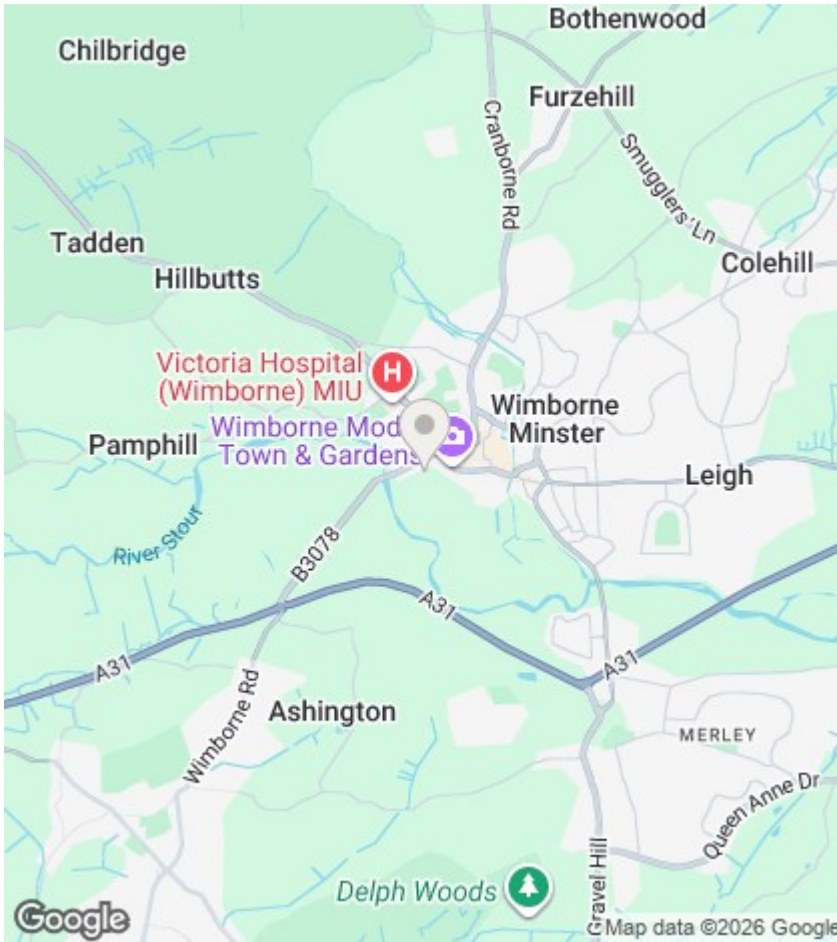 Bothenwood
Chilbridge
Furzehill
Cranborne Rd
Smugglers' Ln
Tadden
Colehill
Hillbutts
Victoria Hospital
(Wimborne) MIU
H
Wimborne Mod
Town & Gardens
Wimborne
Minster
Pamphill
Leigh
River Stour
B3078
A31
A31
A31
Ashington
Wimborne Rd
MERLEY
Queen Anne Dr
Gravel Hill
Delph Woods
Google
Map data ©2026 Google